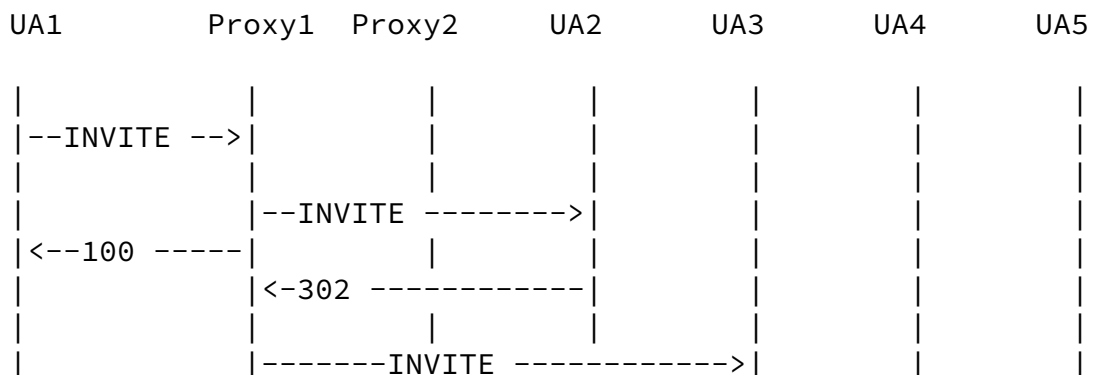 UA1 Proxy1 Proxy2 UA2 UA3 UA4 UA5
| | | | | | |
|--INVITE -->| | | | | |
| | | | | | |
| |--INVITE -------->| | | |
|<--100 -----| | | | | |
| |<-302 ------------| | | |
| | | | | | |
| |-------INVITE ------------>| | |